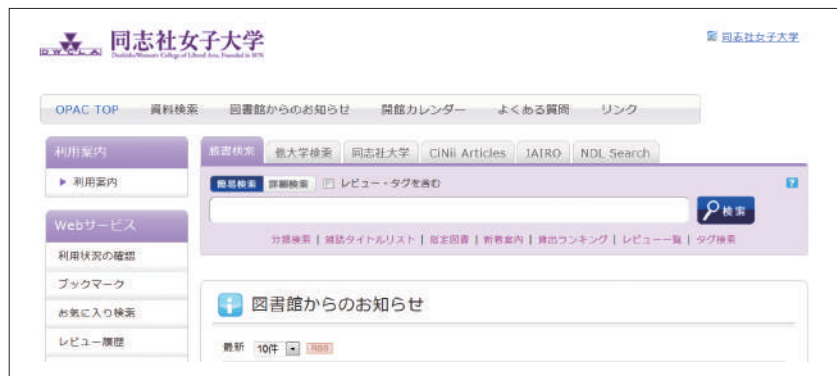 DWCLA 同志社女子大学
Doshisha Women's College of Liberal Arts, Founded in 1876
同志社女子大学
OPAC TOP 資料検索 図書館からのお知らせ 開館カレンダー よくある質問 リンク
利用案内
利用案内
Webサービス
利用状況の確認
ブックマーク
お気に入り検索
レビュー履歴
蔵書検索 他大学検索 同志社大学 CiNii Articles JAIRO NDL Search
簡易検索 詳細検索 レビュー・タグを含む ?
検索
分類検索 | 雑誌タイトルリスト | 指定図書 | 新着案内 | 貸出ランキング | レビュー一覧 | タグ検索
図書館からのお知らせ
最新 10件 RSS